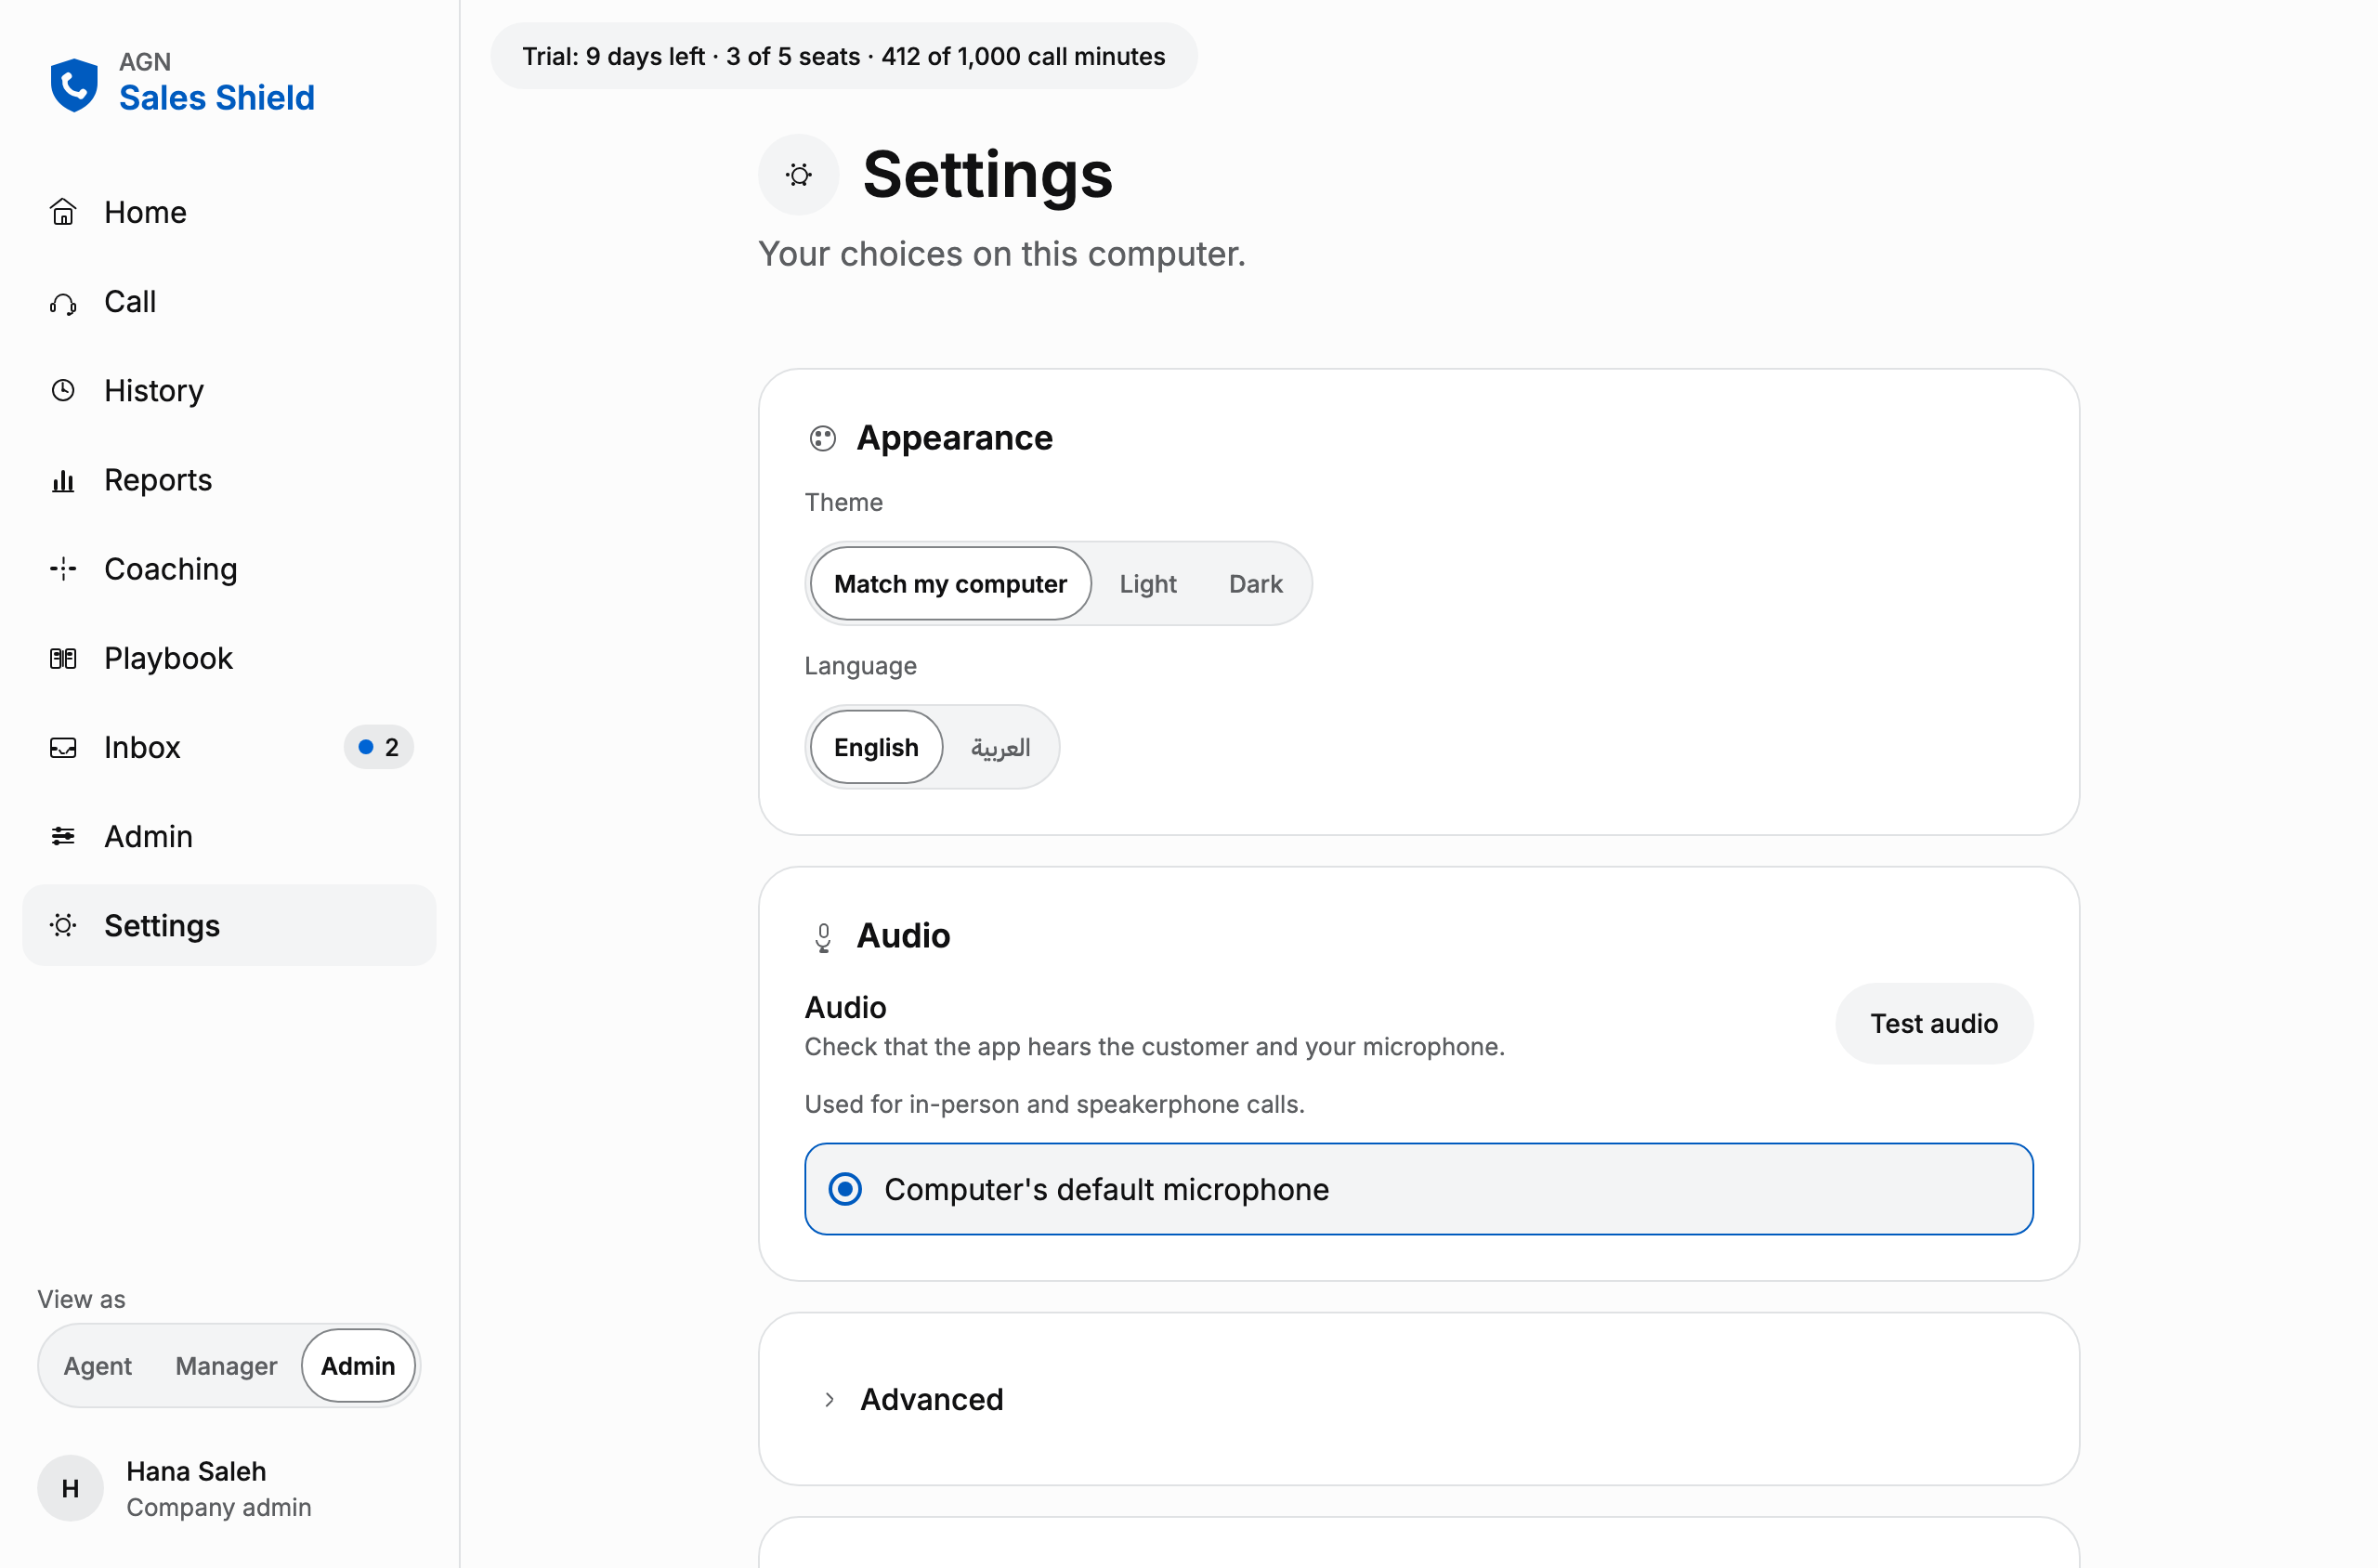 AGN
Sales Shield
Home
Call
History
Reports
Coaching
Playbook
Inbox
2
Admin
Settings
View as
Agent
Manager
Admin
H
Hana Saleh
Company admin
Trial: 9 days left · 3 of 5 seats · 412 of 1,000 call minutes
Settings
Your choices on this computer.
Appearance
Theme
Match my computer
Light
Dark
Language
English
العربية
Audio
Audio
Check that the app hears the customer and your microphone.
Test audio
Used for in-person and speakerphone calls.
Computer's default microphone
Advanced